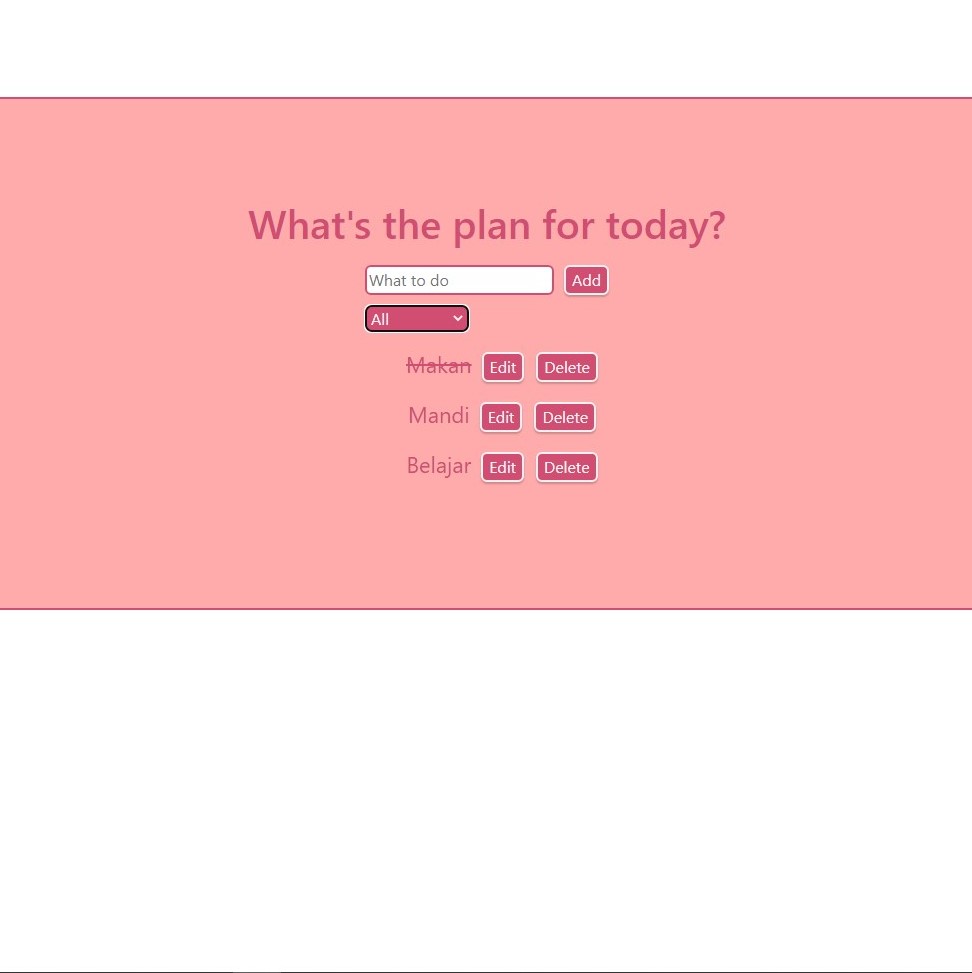 What's the plan for today?
What to do Add
All
Makan Edit Delete
Mandi Edit Delete
Belajar Edit Delete